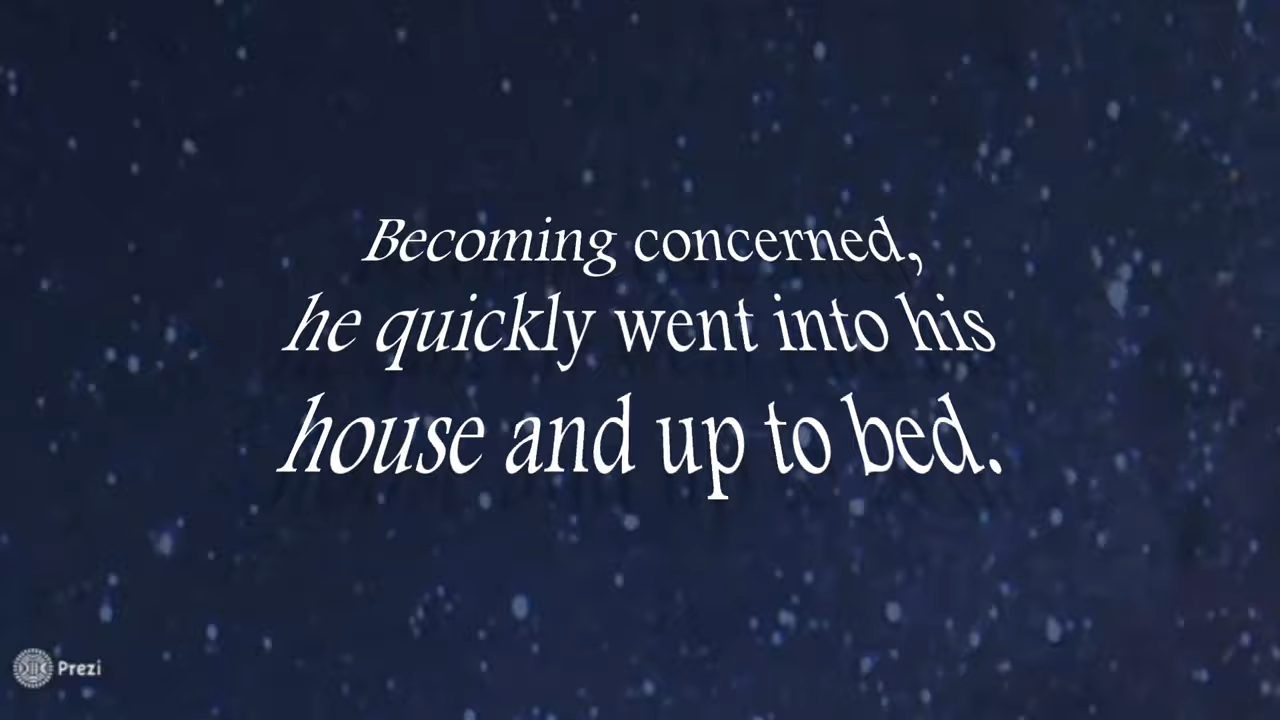 Becoming concerned,
he quickly went into his
house and up to bed.
Prezi